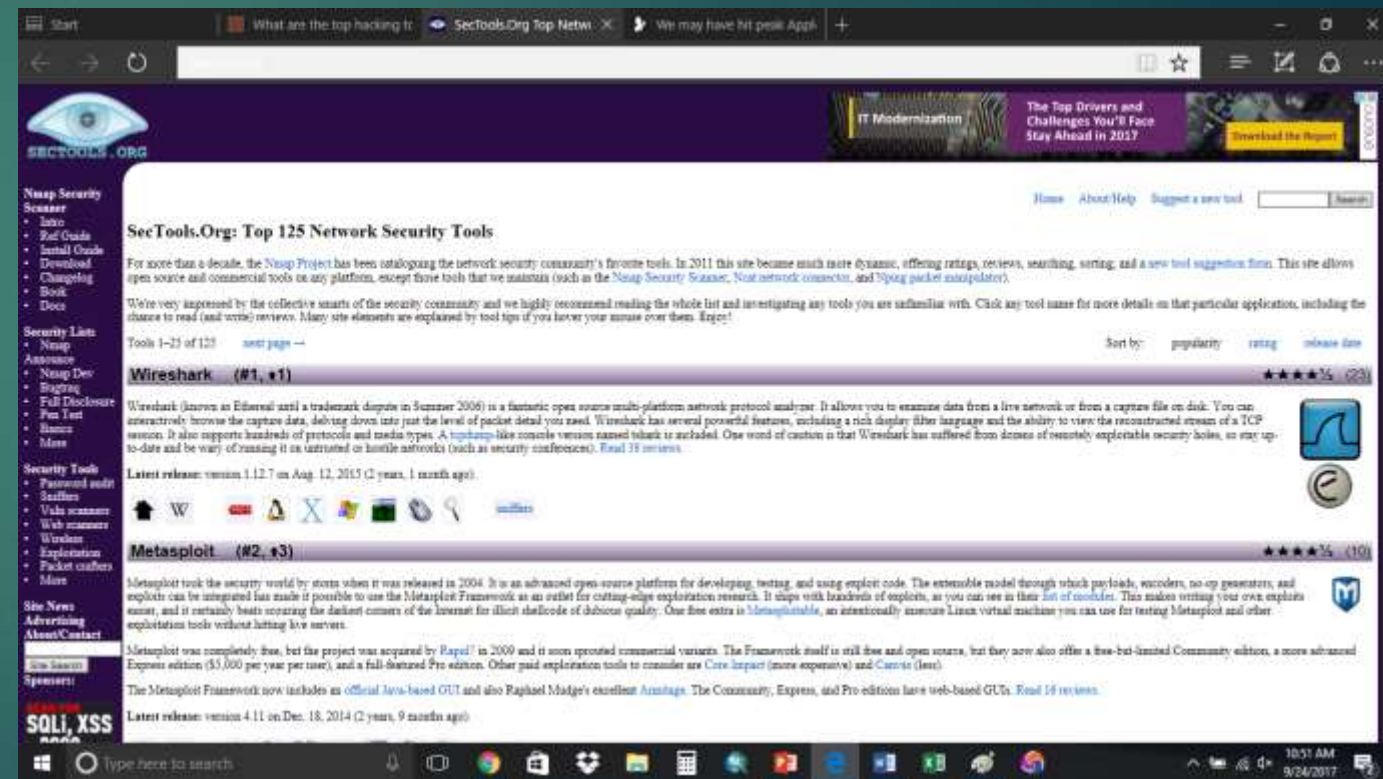 Start
What are the top hacking to
SecTools.Org Top Netwo
We may have hit peak Appl
SECTOOLS.ORG
IT Modernization
The Top Drivers and
Challenges You'll Face
Stay Ahead in 2017
Download the Report
Home About/Help Suggest a new tool Search
Nmap Security
Scanner
• Intro
• Ref Guide
• Install Guide
• Download
• Changelog
• Book
• Docs
Security Lists
• Nmap
Announce
• Nmap Dev
• Bugtraq
• Full Disclosure
• Pen Test
• Basics
• More
Security Tools
• Password audit
• Sniffers
• Vuln scanners
• Web scanners
• Wireless
• Exploitation
• Packet crafters
• More
Site News
Advertising
About/Contact
Site Search
Sponsors:
SQLi, XSS
SecTools.Org: Top 125 Network Security Tools
For more than a decade, the Nmap Project has been cataloguing the network security community's favorite tools. In 2011 this site became much more dynamic, offering ratings, reviews, searching, sorting, and a new tool suggestion form. This site allows
open source and commercial tools on any platform, except those tools that we maintain (such as the Nmap Security Scanner, Ncat network connector, and Nping packet manipulator).
We're very impressed by the collective smarts of the security community and we highly recommend reading the whole list and investigating any tools you are unfamiliar with. Click any tool name for more details on that particular application, including the
chance to read (and write) reviews. Many site elements are explained by tool tips if you hover your mouse over them. Enjoy!
Tools 1–25 of 125 next page → Sort by: popularity rating release date
Wireshark (#1, 1) (23)
Wireshark (known as Ethereal until a trademark dispute in Summer 2006) is a fantastic open source multi-platform network protocol analyzer. It allows you to examine data from a live network or from a capture file on disk. You can
interactively browse the capture data, delving down into just the level of packet detail you need. Wireshark has several powerful features, including a rich display filter language and the ability to view the reconstructed stream of a TCP
session. It also supports hundreds of protocols and media types. A tcpdump-like console version named tshark is included. One word of caution is that Wireshark has suffered from dozens of remotely exploitable security holes, so stay up-
to-date and be wary of running it on untrusted or hostile networks (such as security conferences). Read 38 reviews.
Latest release: version 1.12.7 on Aug. 12, 2015 (2 years, 1 month ago).
sniffers
Metasploit (#2, 3) (10)
Metasploit took the security world by storm when it was released in 2004. It is an advanced open-source platform for developing, testing, and using exploit code. The extensible model through which payloads, encoders, no-op generators, and
exploits can be integrated has made it possible to use the Metasploit Framework as an outlet for cutting-edge exploitation research. It ships with hundreds of exploits, as you can see in their list of modules. This makes writing your own exploits
easier, and it certainly beats scouring the darkest corners of the Internet for illicit shellcode of dubious quality. One free extra is Metasploitable, an intentionally insecure Linux virtual machine you can use for testing Metasploit and other
exploitation tools without hitting live servers.
Metasploit was completely free, but the project was acquired by Rapid7 in 2009 and it soon sprouted commercial variants. The Framework itself is still free and open source, but they now also offer a free-but-limited Community edition, a more advanced
Express edition ($5,000 per year per user), and a full-featured Pro edition. Other paid exploitation tools to consider are Core Impact (more expensive) and Canvas (less).
The Metasploit Framework now includes an official Java-based GUI and also Raphael Mudge's excellent Armitage. The Community, Express, and Pro editions have web-based GUIs. Read 16 reviews.
Latest release: version 4.11 on Dec. 18, 2014 (2 years, 9 months ago).
Type here to search
10:51 AM
9/24/2017